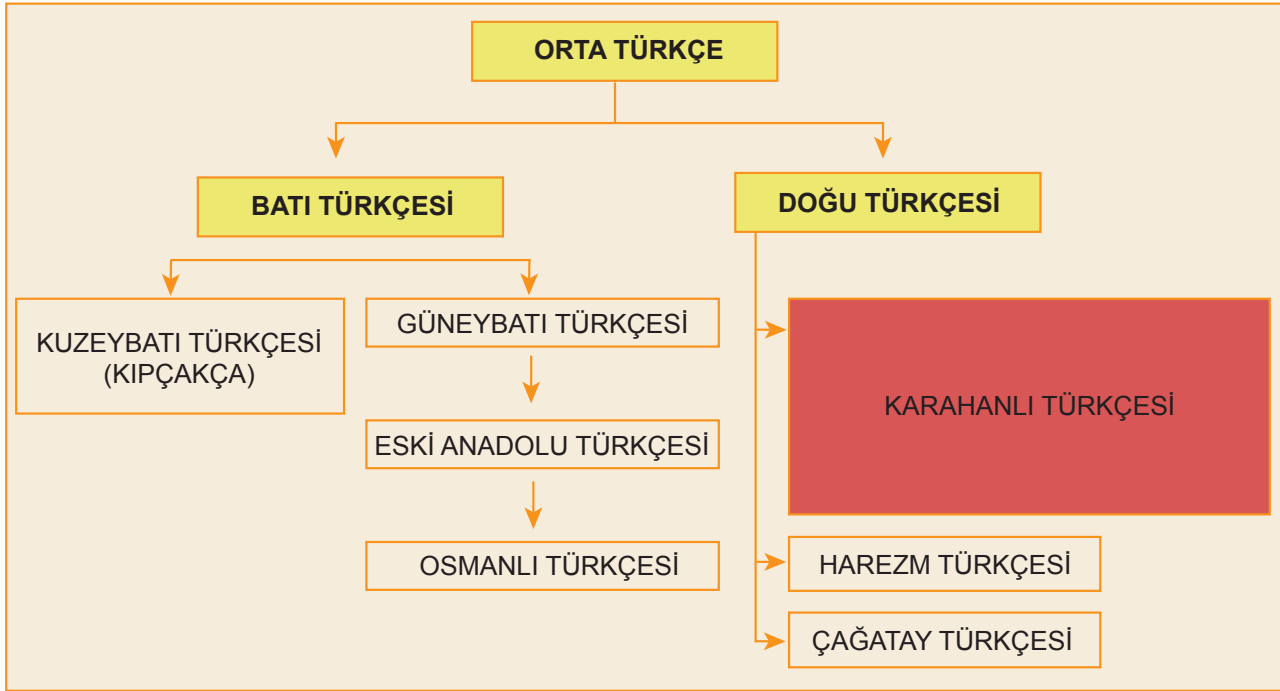 ORTA TÜRKÇE
BATI TÜRKÇESİ
DOĞU TÜRKÇESİ
KUZEYBATI TÜRKÇESİ
(KIPÇAKÇA)
GÜNEYBATI TÜRKÇESİ
ESKİ ANADOLU TÜRKÇESİ
OSMANLI TÜRKÇESİ
KARAHANLI TÜRKÇESİ
HAREZM TÜRKÇESİ
ÇAĞATAY TÜRKÇESİ